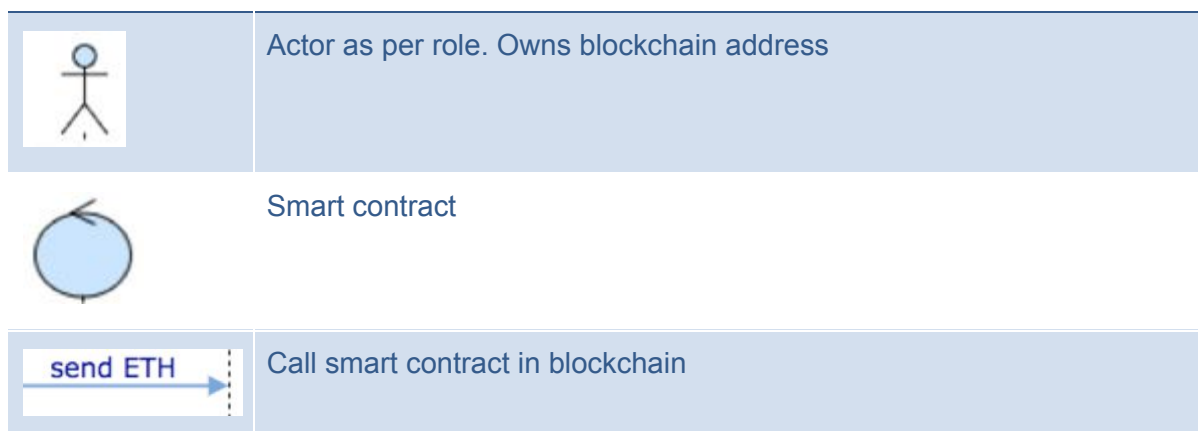 Actor as per role. Owns blockchain address
Smart contract
send ETH
Call smart contract in blockchain